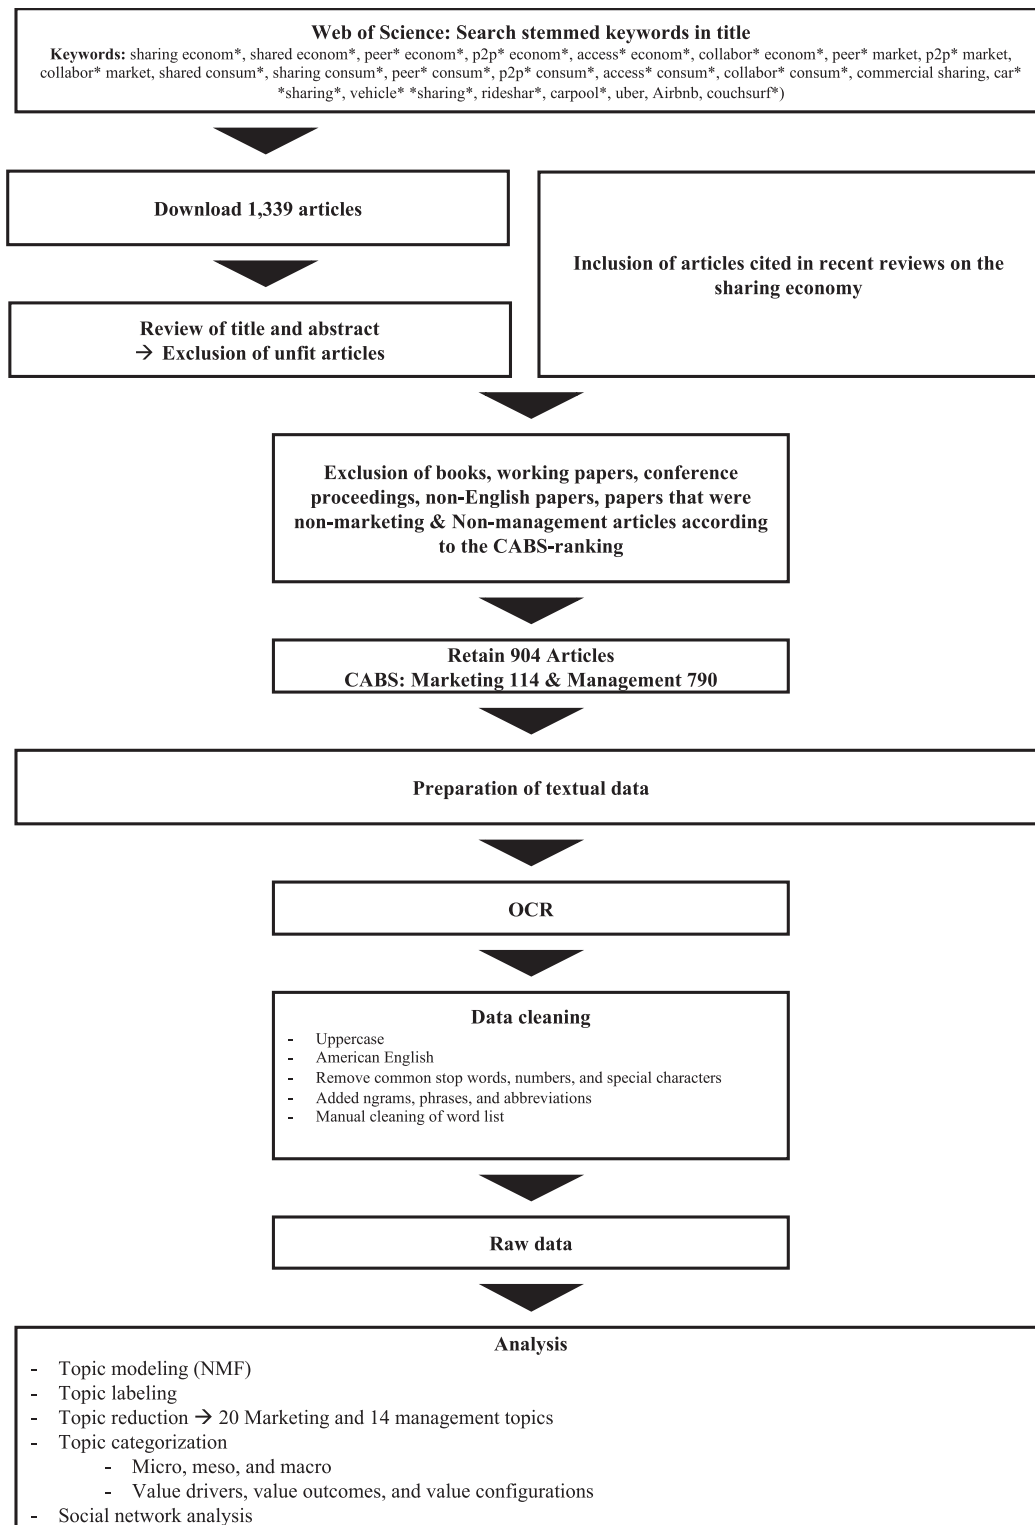 Web of Science: Search stemmed keywords in title
Keywords: sharing econom*, shared econom*, peer* econom*, p2p* econom*, access* econom*, collabor* econom*, peer* market, p2p* market,
collabor* market, shared consum*, sharing consum*, peer* consum*, p2p* consum*, access* consum*, collabor* consum*, commercial sharing, car*
*sharing*, vehicle* *sharing*, rideshar*, carpool*, uber, Airbnb, couchsurf*)
Download 1,339 articles
Inclusion of articles cited in recent reviews on the
sharing economy
Review of title and abstract
→ Exclusion of unfit articles
Exclusion of books, working papers, conference
proceedings, non-English papers, papers that were
non-marketing & Non-management articles according
to the CABS-ranking
Retain 904 Articles
CABS: Marketing 114 & Management 790
Preparation of textual data
OCR
Data cleaning
- Uppercase
- American English
- Remove common stop words, numbers, and special characters
- Added ngrams, phrases, and abbreviations
- Manual cleaning of word list
Raw data
Analysis
- Topic modeling (NMF)
- Topic labeling
- Topic reduction → 20 Marketing and 14 management topics
- Topic categorization
- Micro, meso, and macro
- Value drivers, value outcomes, and value configurations
- Social network analysis